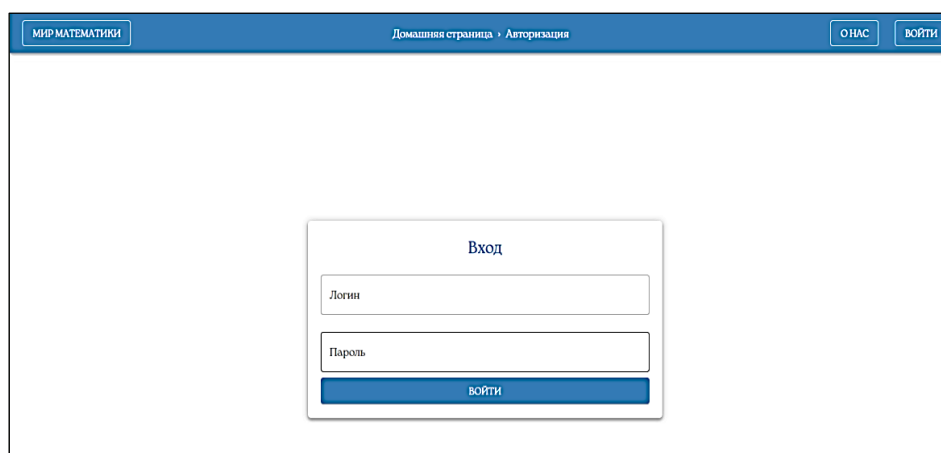 МИР МАТЕМАТИКИ Домашняя страница › Авторизация О НАС ВОЙТИ
Вход
Логин
Пароль
ВОЙТИ